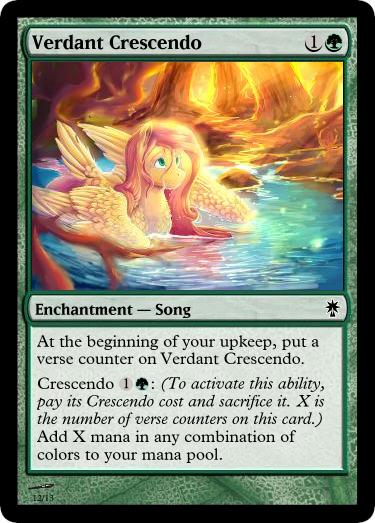 Verdant Crescendo 1
Enchantment — Song
At the beginning of your upkeep, put a
verse counter on Verdant Crescendo.
Crescendo 1 : (To activate this ability,
pay its Crescendo cost and sacrifice it. X is
the number of verse counters on this card.)
Add X mana in any combination of
colors to your mana pool.
12/13